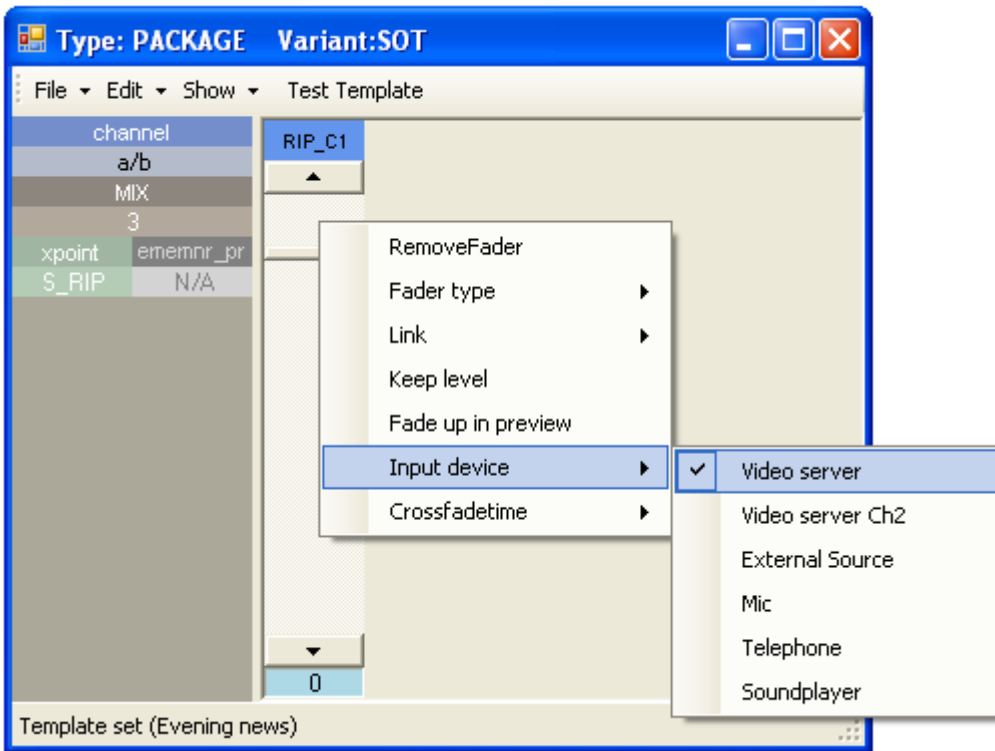 Type: PACKAGE Variant:SOT
File Edit Show Test Template
channel
a/b
MIX
3
xpoint ememnr_pr
S_RIP N/A
RIP_C1
RemoveFader
Fader type
Link
Keep level
Fade up in preview
Input device
Crossfadetime
Video server
Video server Ch2
External Source
Mic
Telephone
Soundplayer
0
Template set (Evening news)